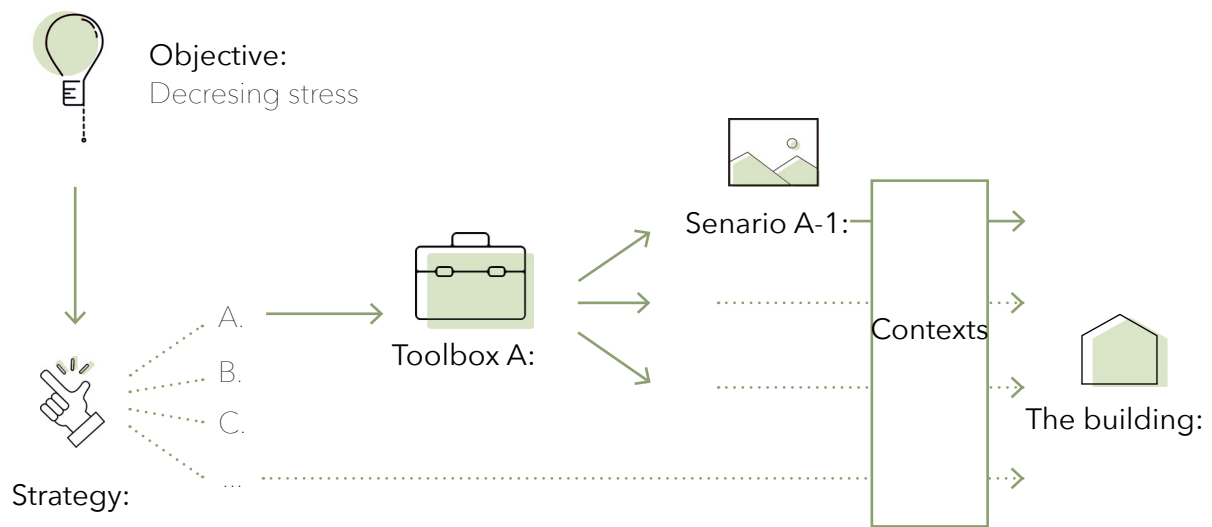 Objective:
Decresing stress
Senario A-1:
A.
Contexts
Toolbox A:
B.
C.
The building:
...
Strategy: